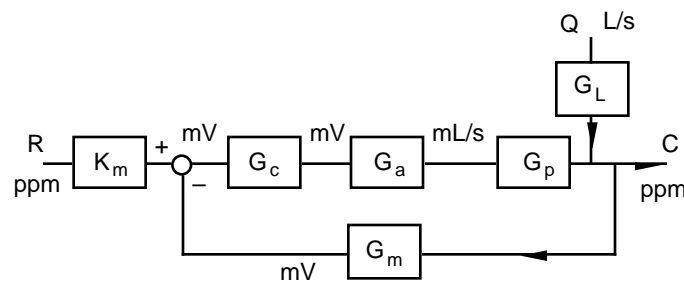 Q L/s
G_L
R mV mV mL/s C
+
K_m G_c G_a G_p
−
ppm ppm
G_m
mV